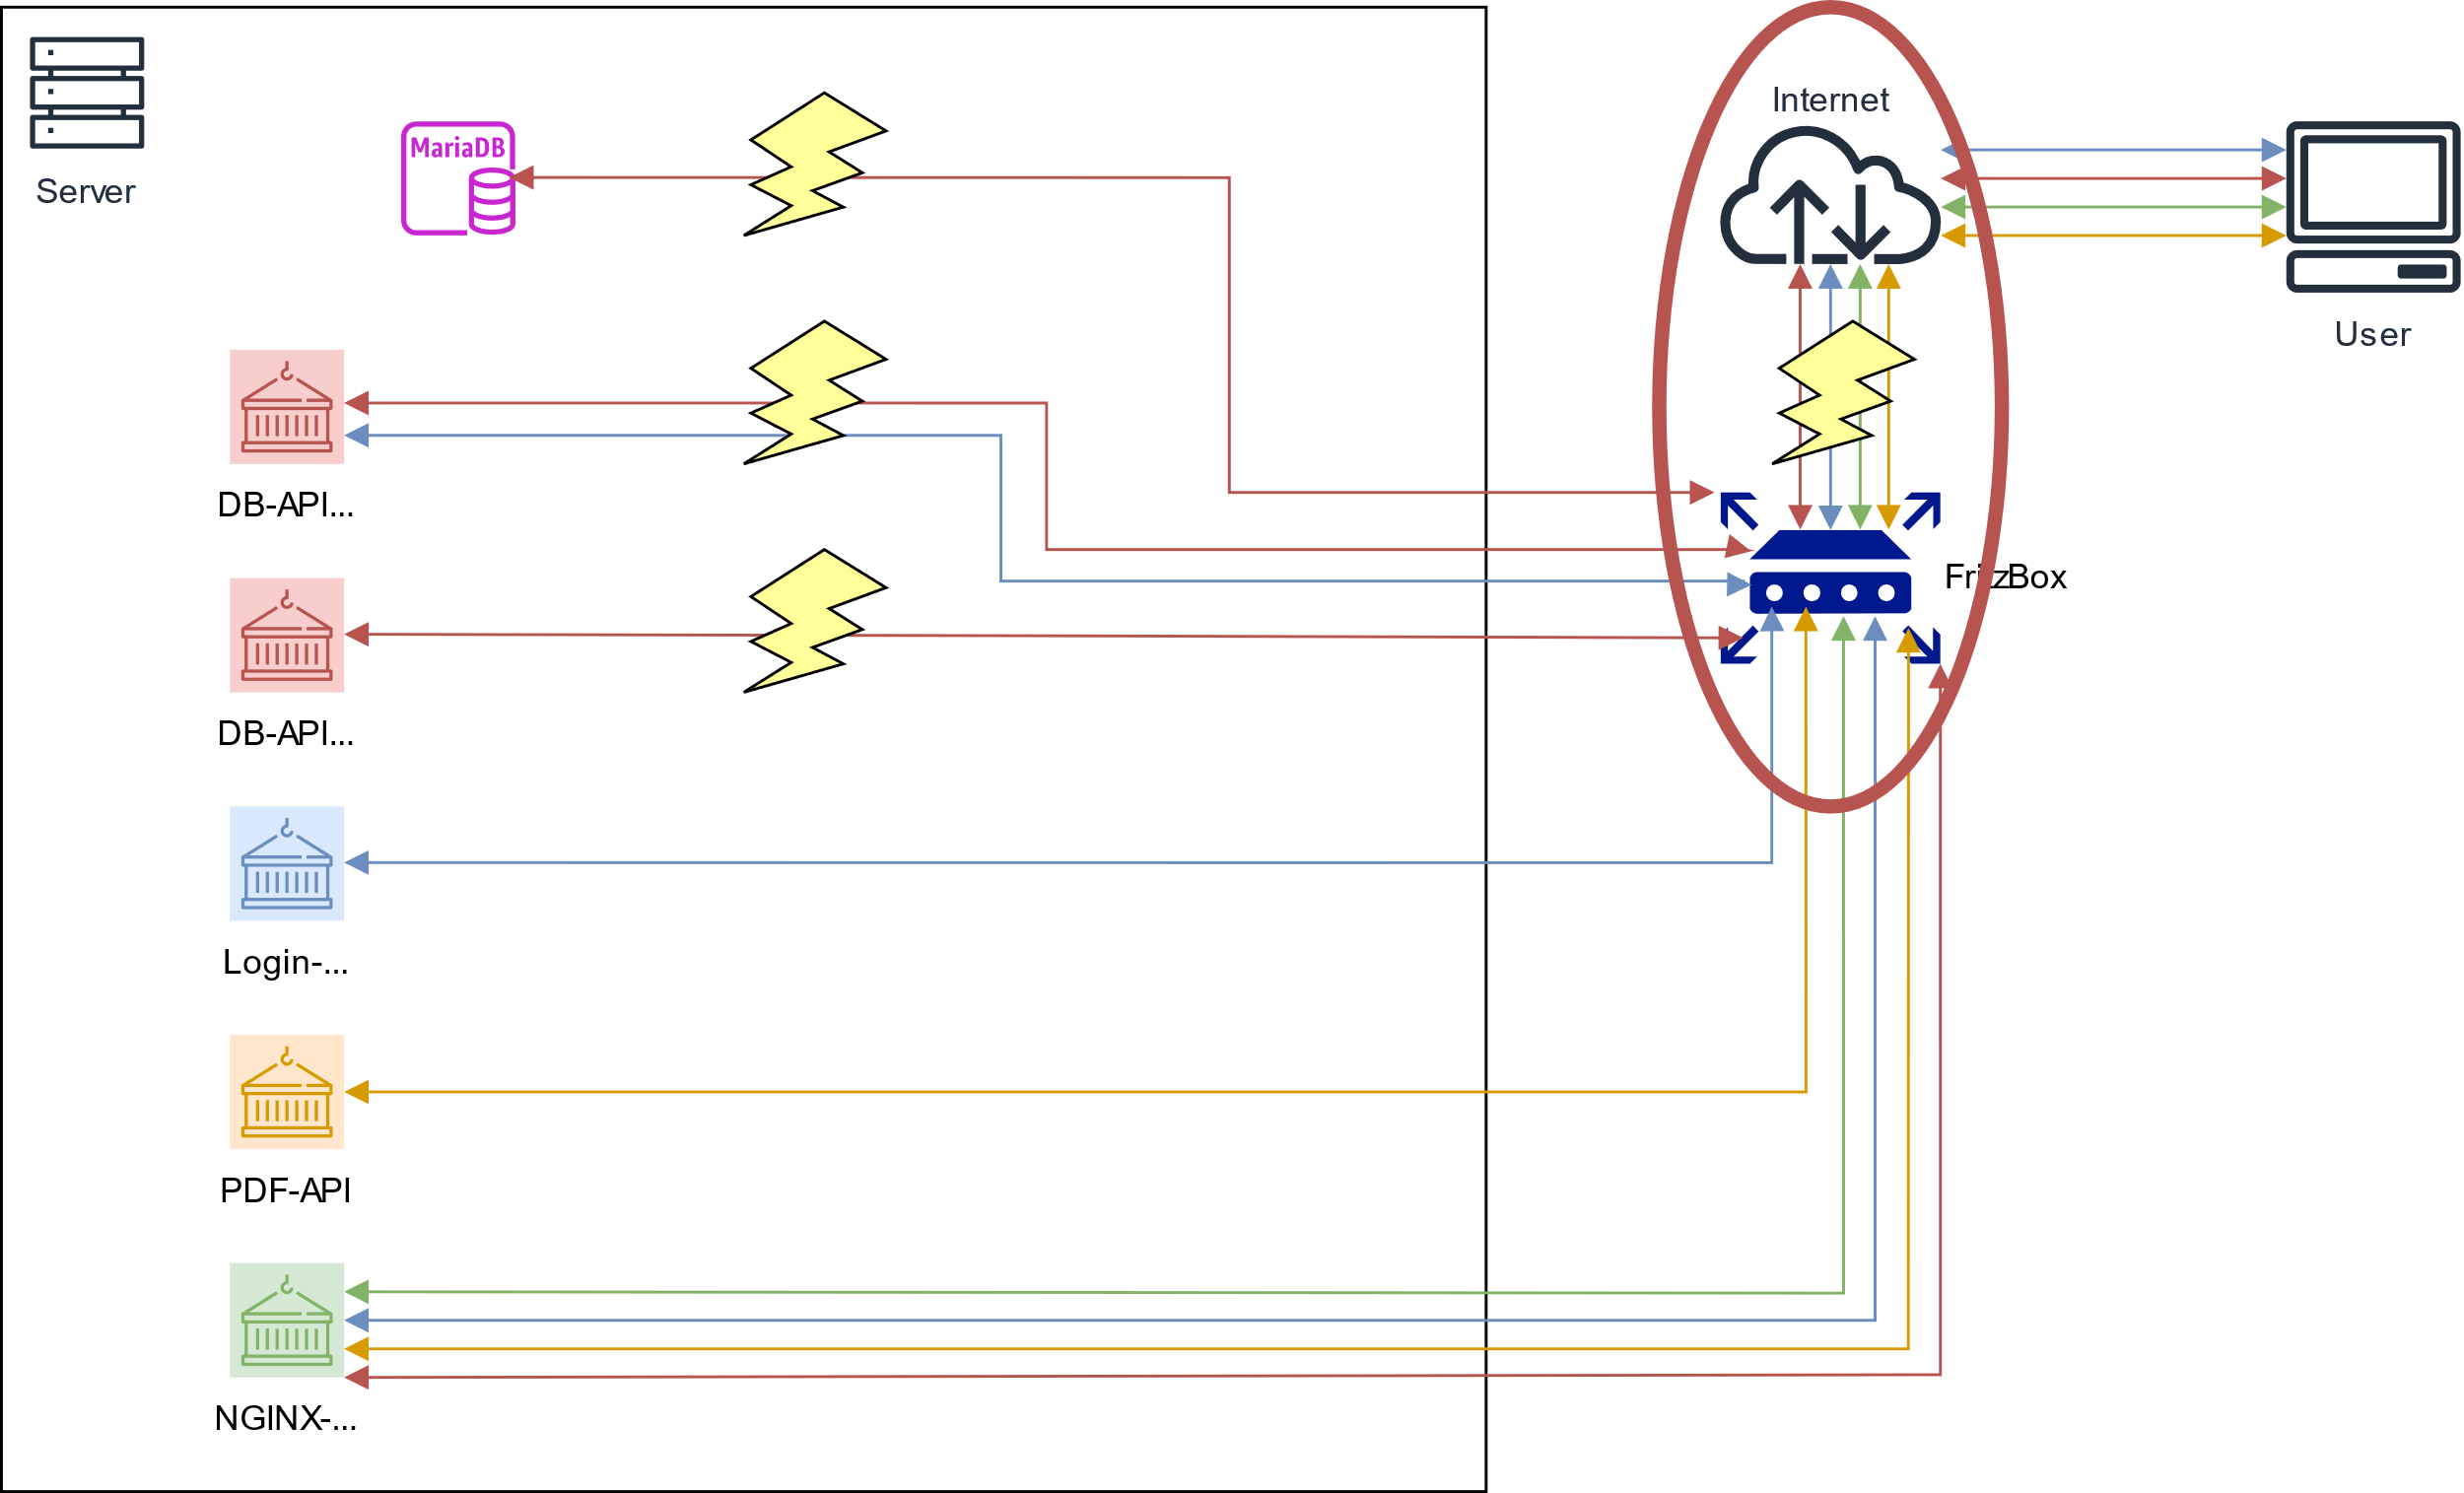 Internet
MariaDB
Server
User
DB-API...
FritzBox
DB-API...
Login-...
PDF-API
NGINX-...